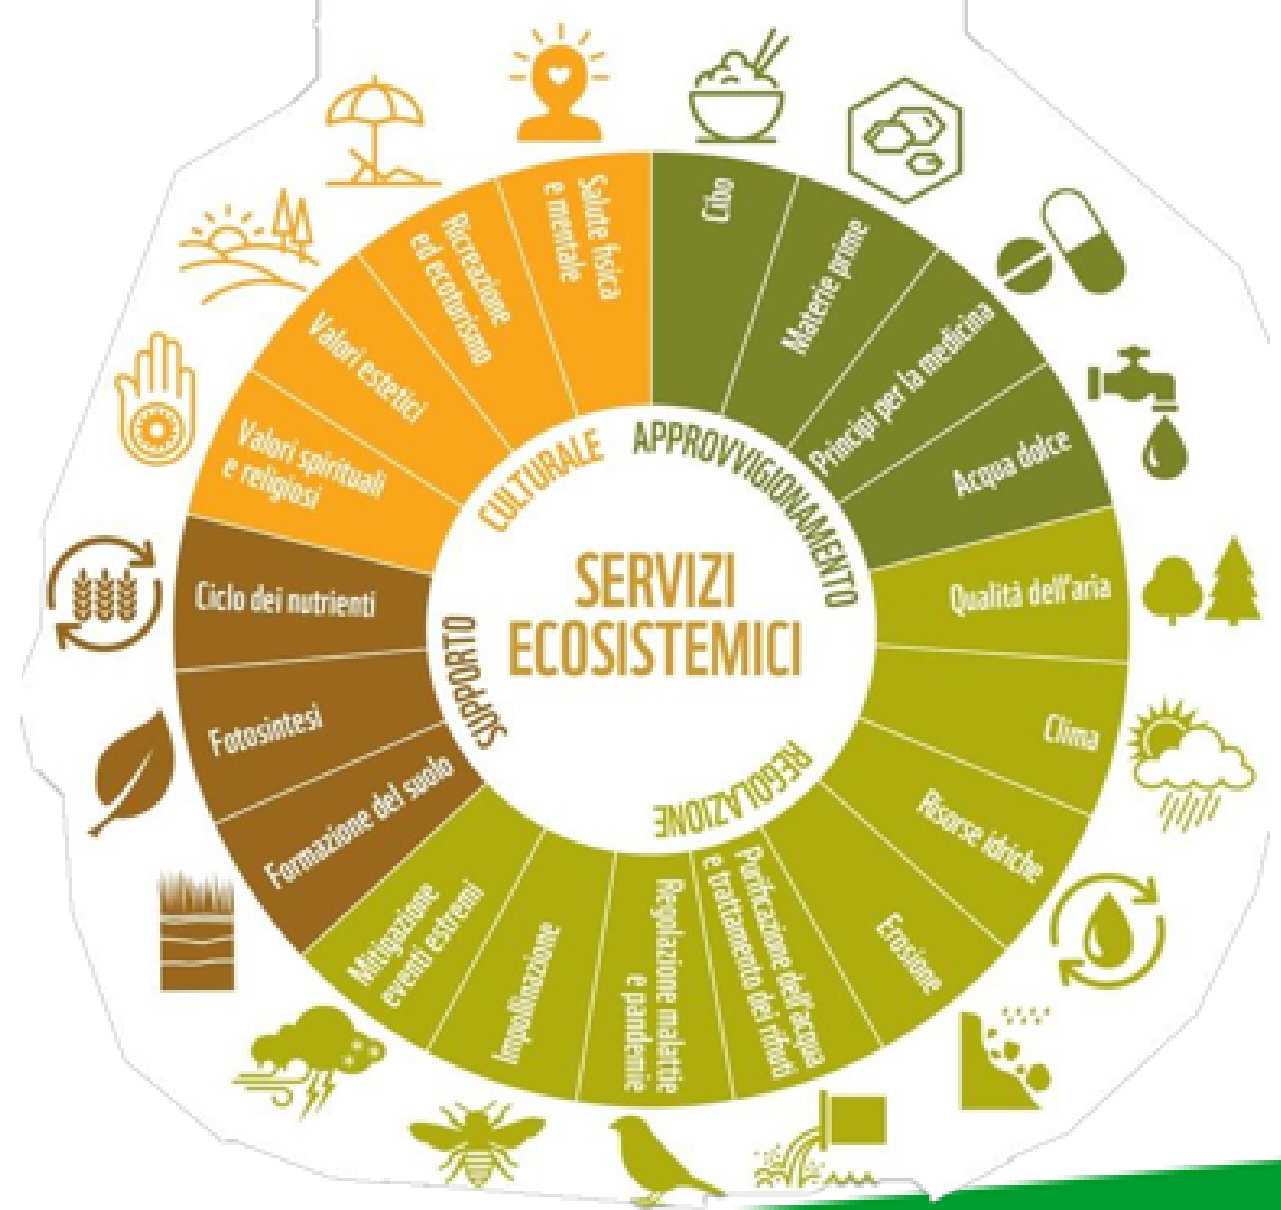 SERVIZI
ECOSISTEMICI
APPROVVIGIONAMENTO
Cibo
Materie prime
Principi per la medicina
Acqua dolce
REGOLAZIONE
Qualità dell'aria
Clima
Risorse idriche
Erosione
Purificazione dell'acqua
e trattamento dei rifiuti
Regolazione malattie
e pandemie
Impollinazione
Mitigazione
eventi estremi
SUPPORTO
Formazione del suolo
Fotosintesi
Ciclo dei nutrienti
CULTURALE
Valori spirituali
e religiosi
Valori estetici
Ricreazione
ed ecoturismo
Salute fisica
e mentale